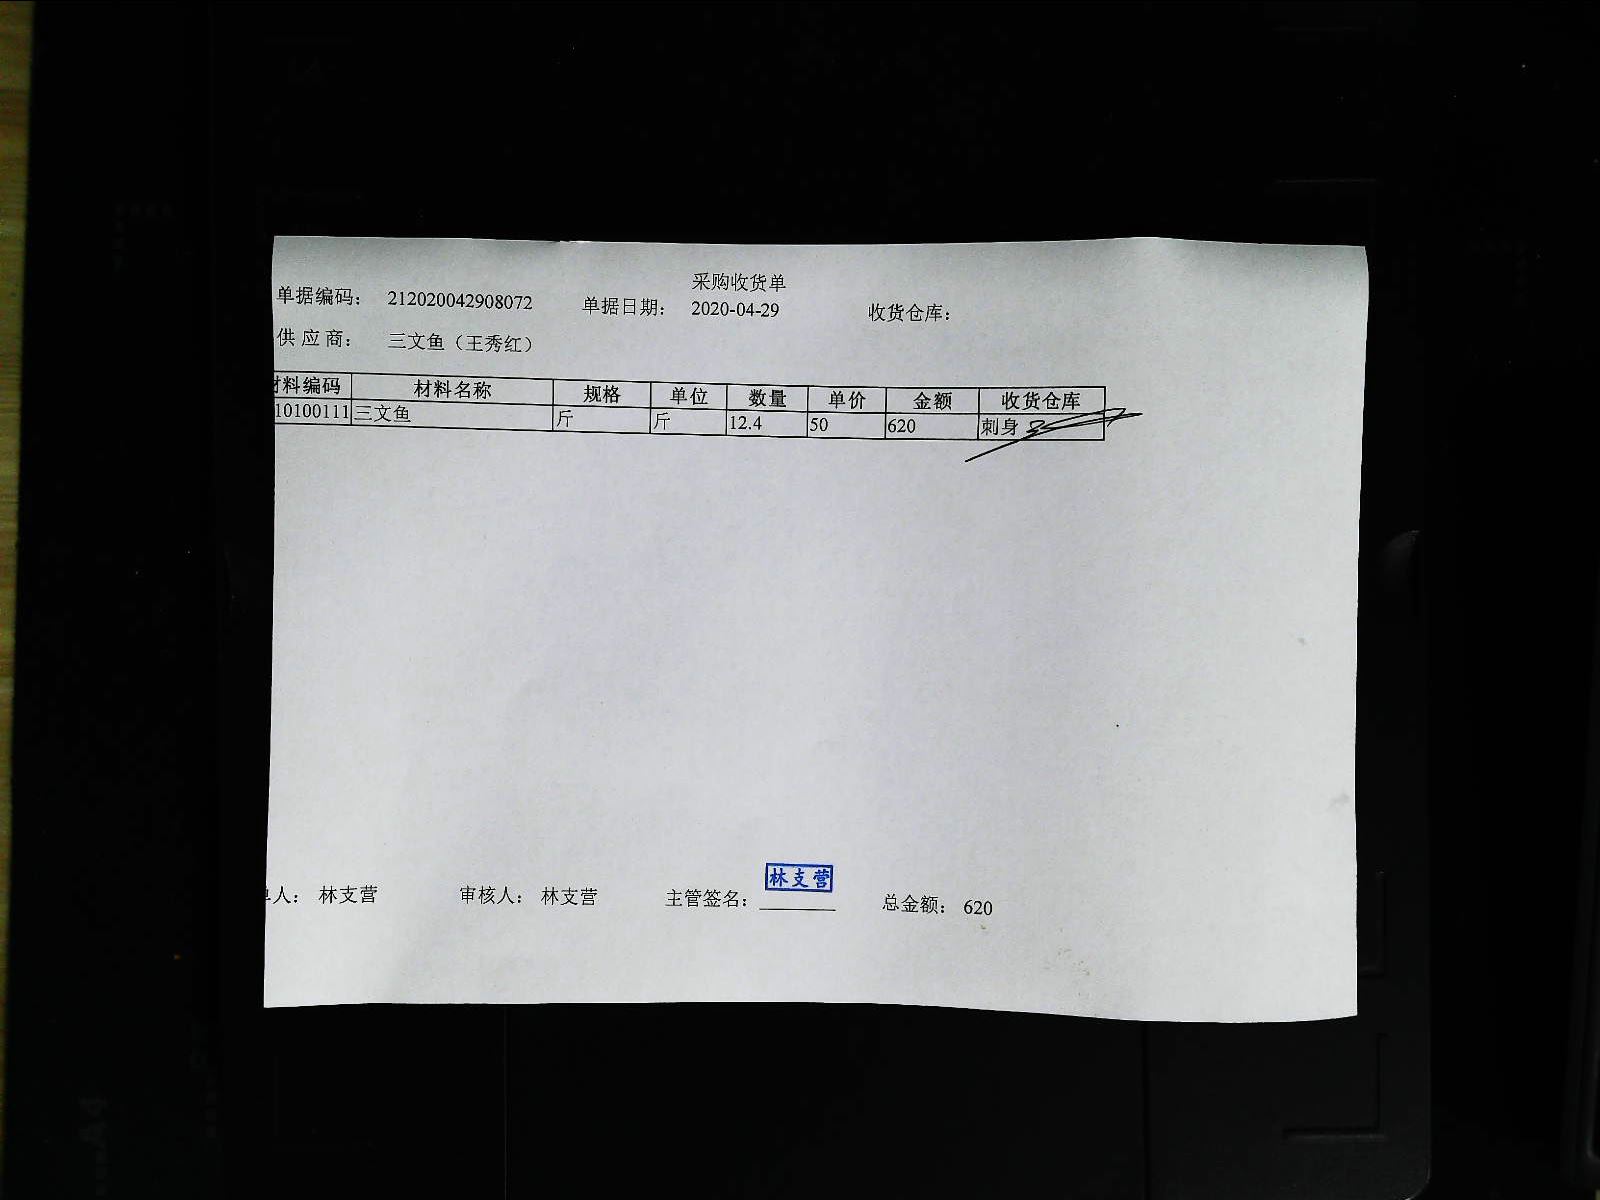 采购收货单
单据编码： 212020042908072 单据日期： 2020-04-29 收货仓库：
供 应 商： 三文鱼（王秀红）
材料编码 材料名称 规格 单位 数量 单价 金额 收货仓库
10100111 三文鱼 斤 斤 12.4 50 620 刺身
林支营
单人： 林支营 审核人： 林支营 主管签名： 总金额： 620